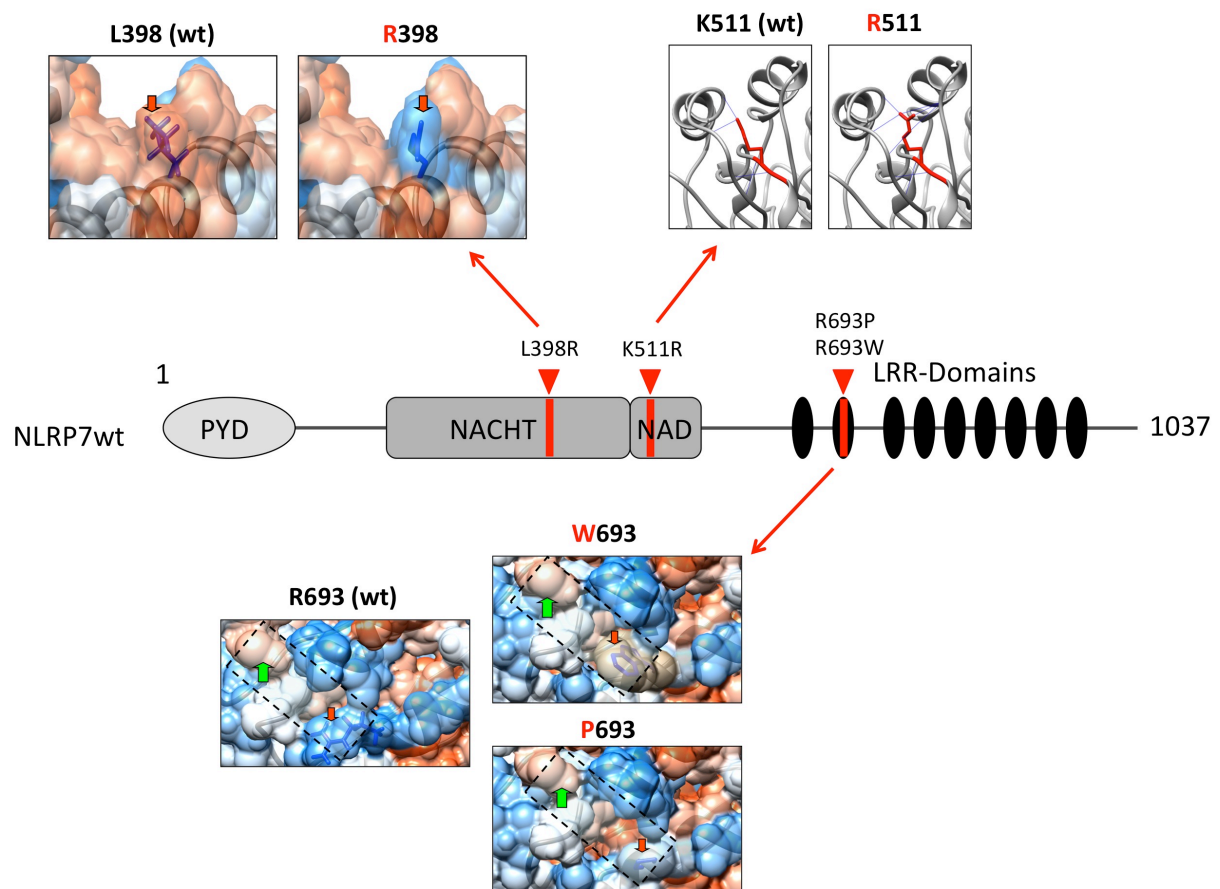 L398 (wt)
R398
K511 (wt)
R511
L398R
K511R
R693P
R693W
LRR-Domains
1
NLRP7wt
PYD
NACHT
NAD
1037
W693
R693 (wt)
P693